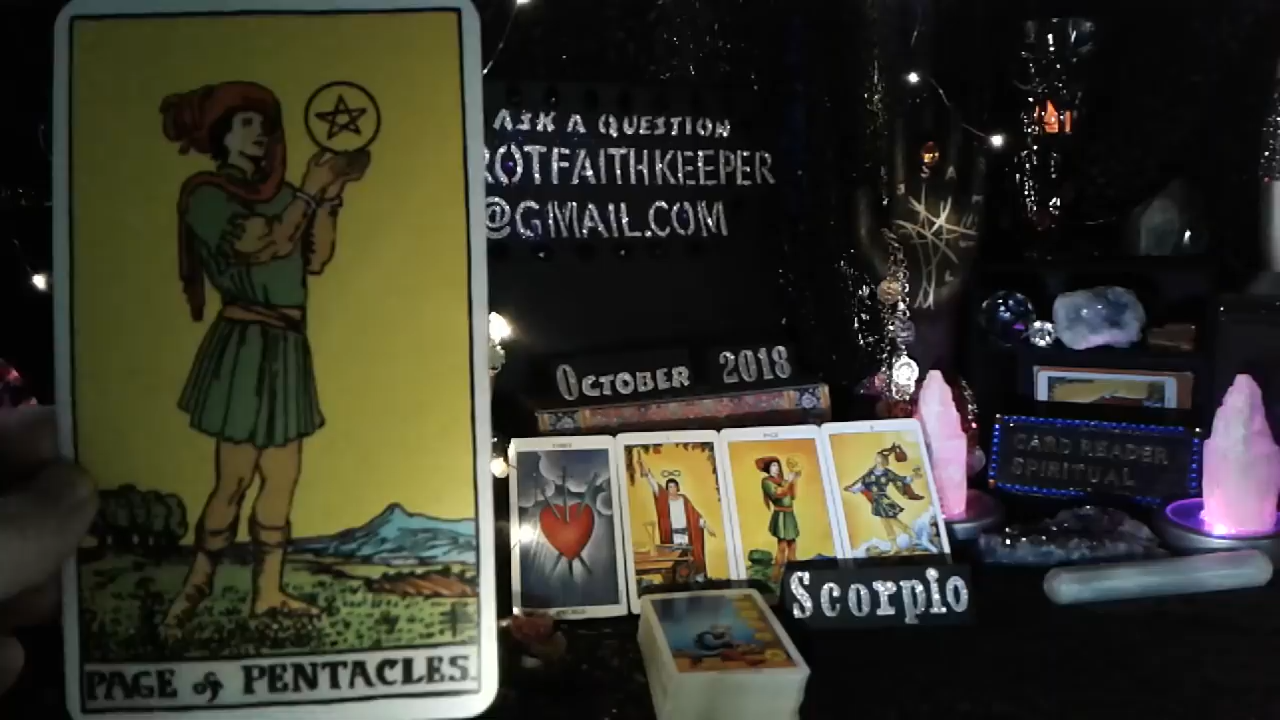 PAGE of PENTACLES.
ASK A QUESTION
ROTFAITHKEEPER
@GMAIL.COM
OCTOBER 2018
Scorpio
CARD READER
SPIRITUAL